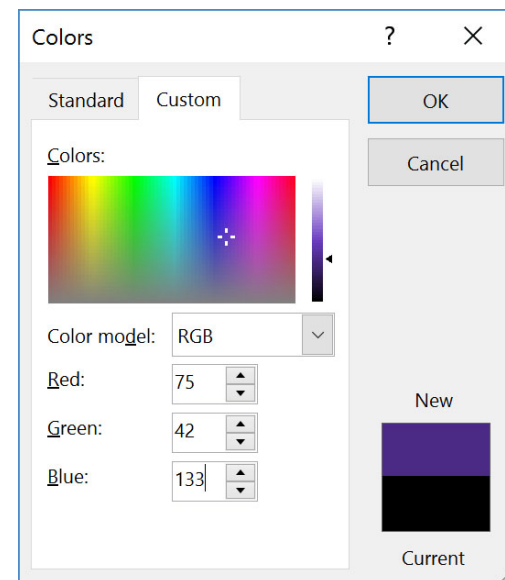 Colors ?
Standard Custom
OK
Cancel
Colors:
Color model: RGB
Red: 75
Green: 42
Blue: 133
New
Current